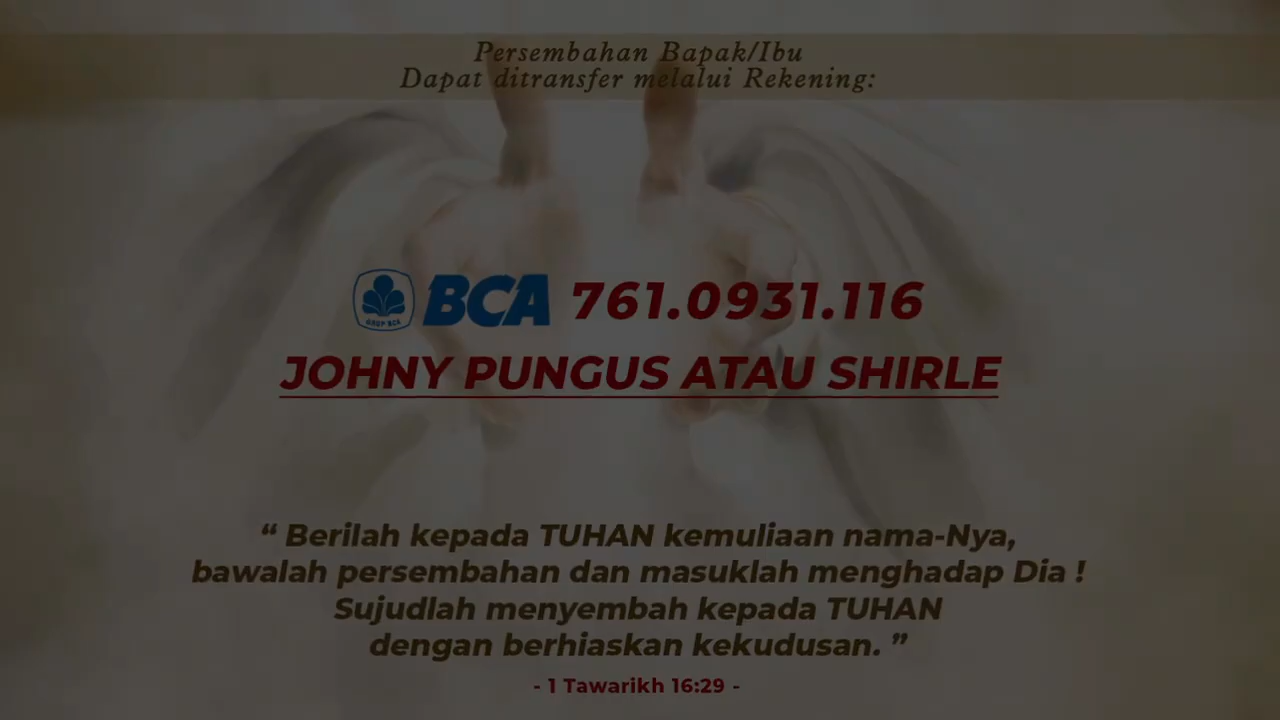 Persembahan Bapak/Ibu
Dapat ditransfer melalui Rekening:
GRUP BCA
BCA 761.0931.116
JOHNY PUNGUS ATAU SHIRLE
“ Berilah kepada TUHAN kemuliaan nama-Nya,
bawalah persembahan dan masuklah menghadap Dia !
Sujudlah menyembah kepada TUHAN
dengan berhiaskan kekudusan. ”
- 1 Tawarikh 16:29 -